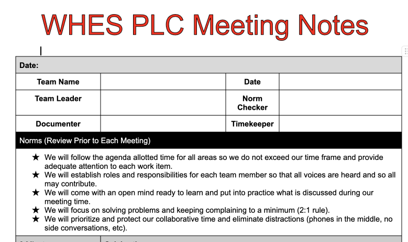 WHES PLC Meeting Notes
Date:
Team Name Date
Team Leader Norm
Checker
Documenter Timekeeper
Norms (Review Prior to Each Meeting)
★ We will follow the agenda allotted time for all areas so we do not exceed our time frame and provide
adequate attention to each work item.
★ We will establish roles and responsibilities for each team member so that all voices are heard and so all
may contribute.
★ We will come with an open mind ready to learn and put into practice what is discussed during our
meeting time.
★ We will focus on solving problems and keeping complaining to a minimum (2:1 rule).
★ We will prioritize and protect our collaborative time and eliminate distractions (phones in the middle, no
side conversations, etc).